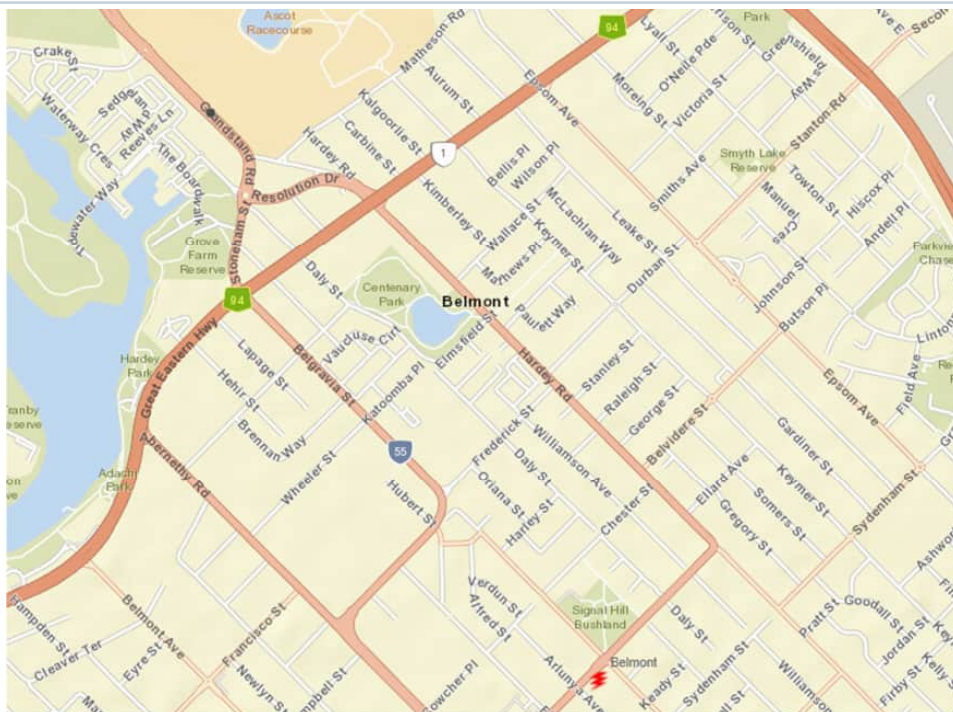 Ascot
Racecourse
Matheson Rd
94
Lyall St
O'Neile Pde
Park
Greenshields
Way
Crake St
Aurum St
Epsom Ave
Moreing St
Victoria St
Stanton Rd
Waterway Cres
Reeves Ln
The Boardwalk
Grandstand Rd
Hardey Rd
Kalgoorlie St
Carbine St
1
Bellis Pl
Wilson Pl
Smiths Ave
Smyth Lake
Reserve
Towton St
Hiscox Pl
Andell Pl
Manuel
Cres
Tidewater Way
Resolution Dr
Kimberley St
Wallace St
McLachlan Way
Keymer St
Leake St
Durban St
Parkview
Chase
Grove
Farm
Reserve
Stoneham St
Daly St
Mathews Pl
Centenary
Park
Belmont
Paurett Way
Johnson St
Butson Pl
94
Great Eastern Hwy
Vaucluse Cirt
Elmsfield St
Linton
Hardey
Park
Lapage St
Belgravia St
Katoomba Pl
Hardey Rd
Stanley St
Raleigh St
George St
Epsom Ave
Field Ave
Hehir St
Brennan Way
Frederick St
Williamson Ave
Belvidere St
Gardiner St
Abernethy Rd
Wheeler St
55
Oriana St
Daly St
Ellard Ave
Keymer St
Somers St
Sydenham St
Adachi
Park
Hubert St
Harley St
Chester St
Gregory St
Verdun St
Alfred St
Signal Hill
Bushland
Daly St
Pratt St
Goodall St
Jordan St
Hampden St
Belmont Ave
Francisco St
Cleaver Ter
Eyre St
Newlyn St
Arlunya Ave
Belmont
Keady St
Sydenham St
Williamson
Firby St
Kelly St